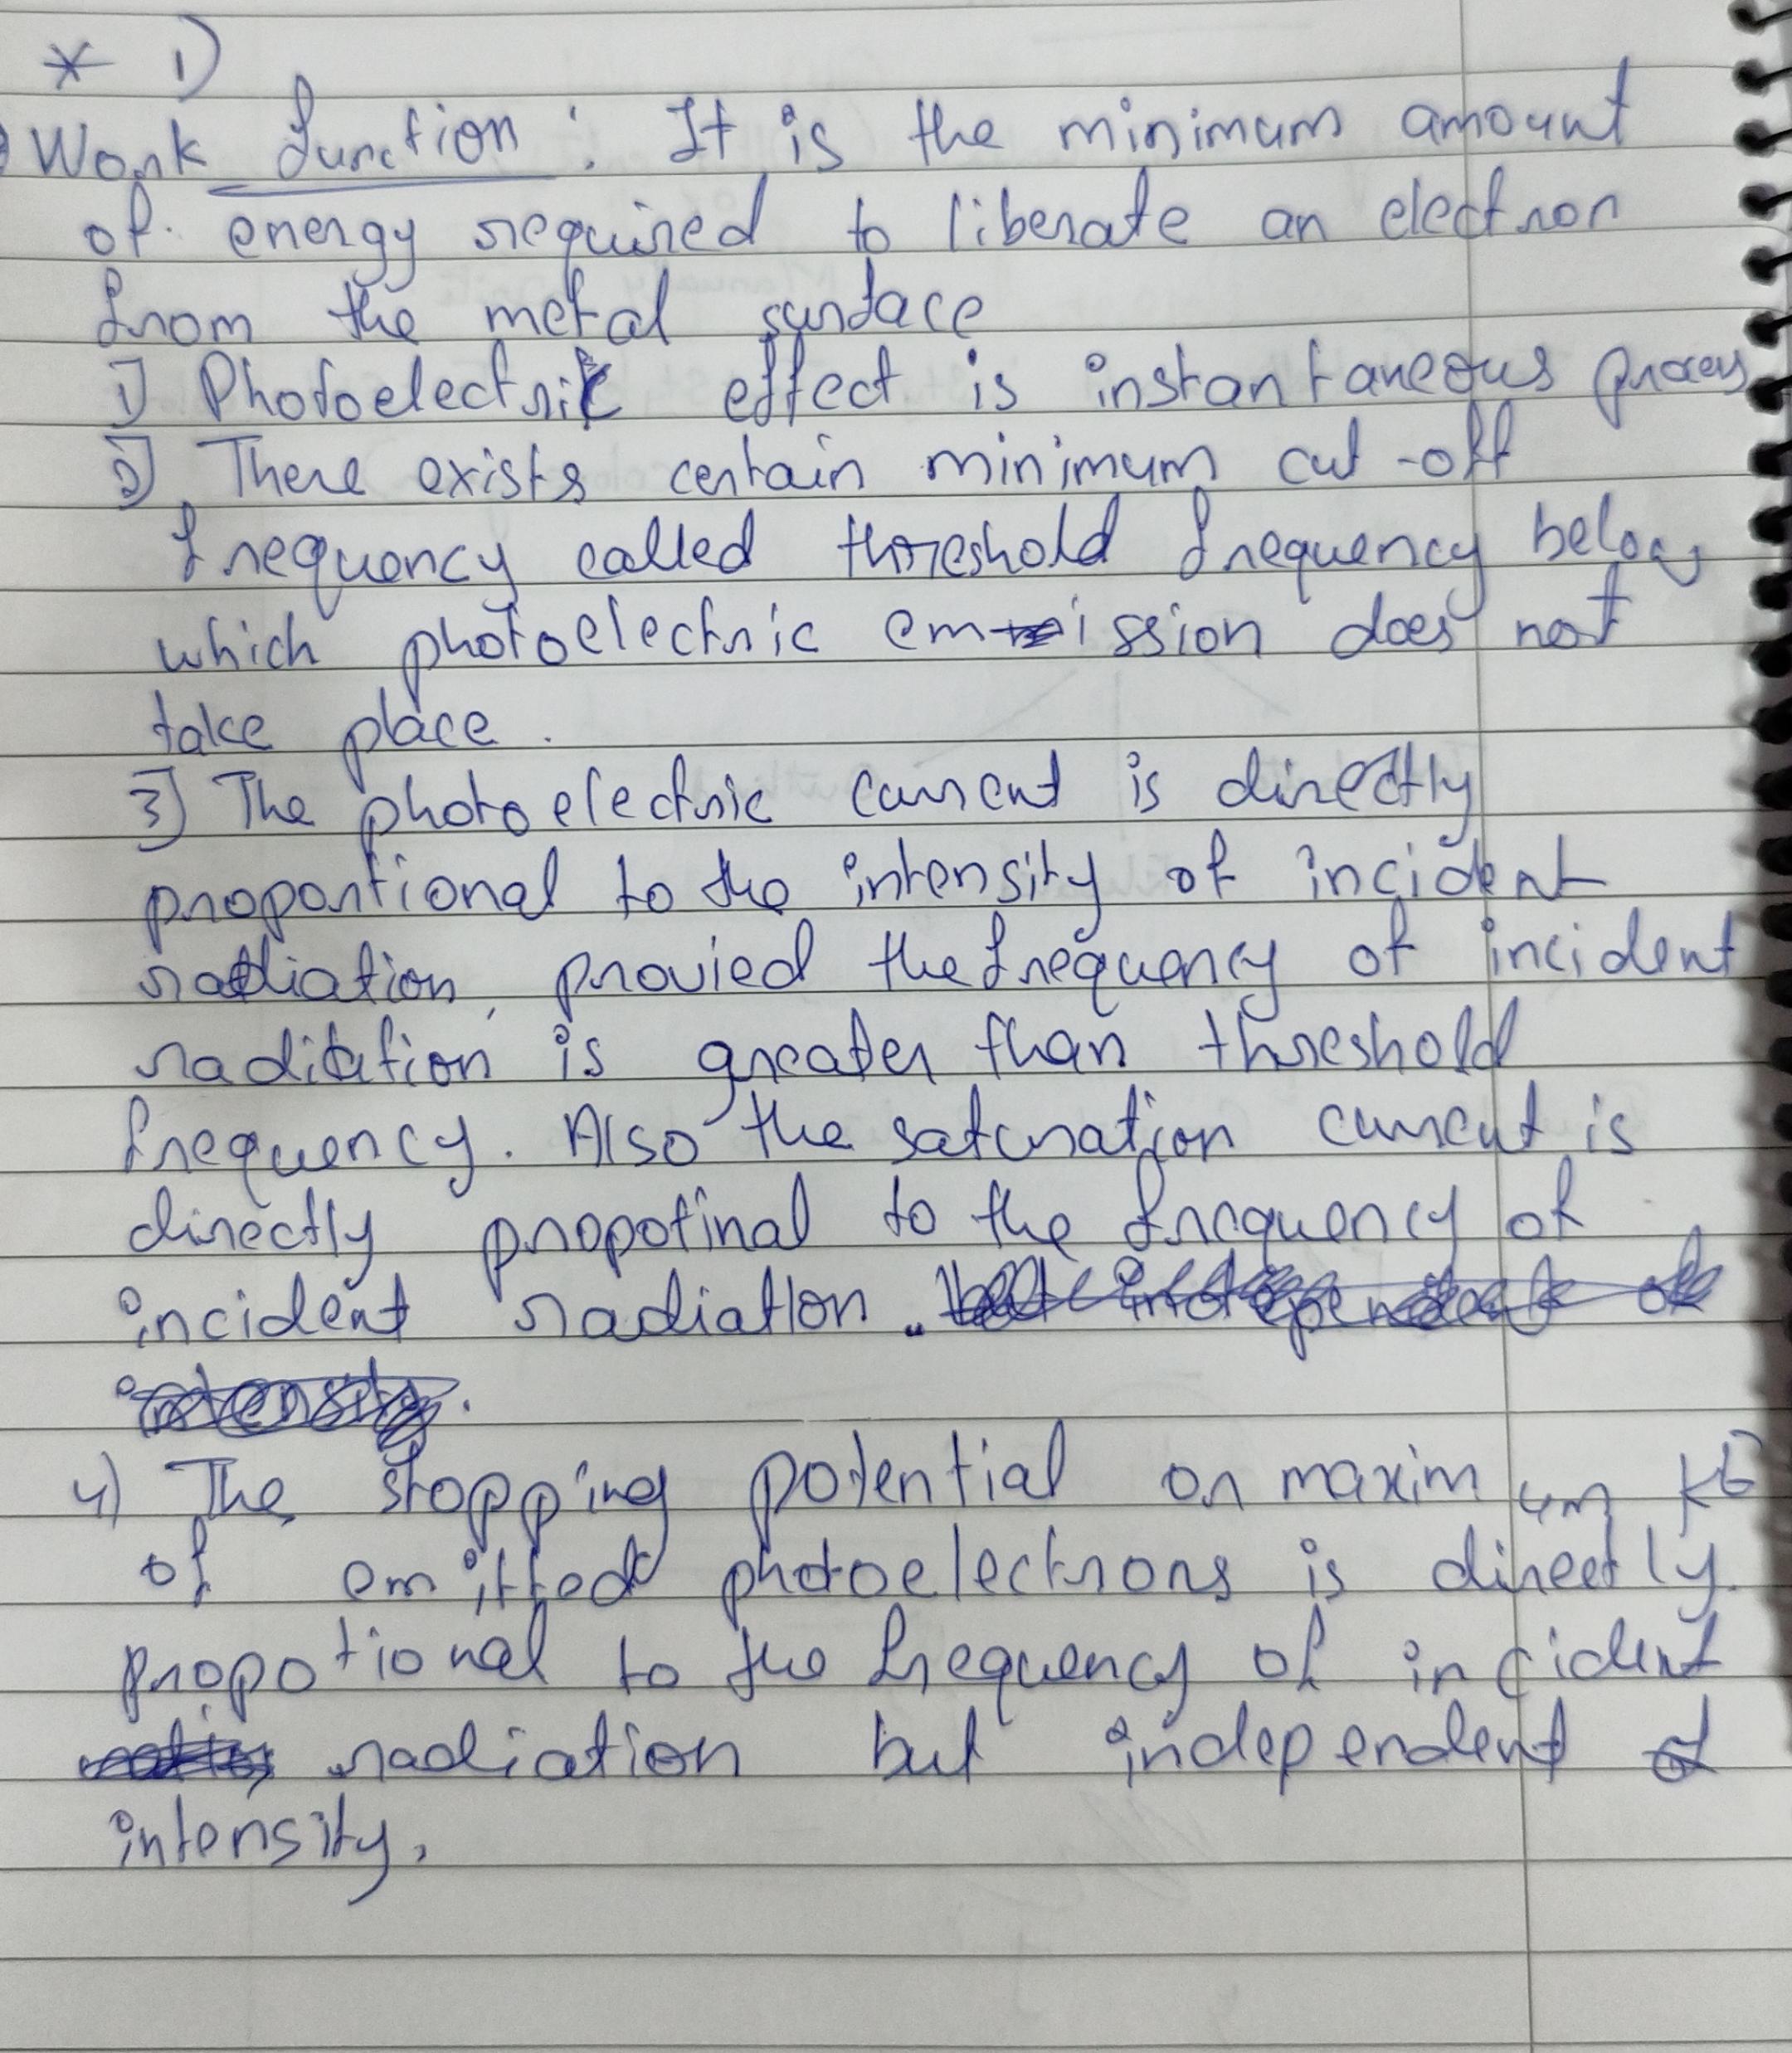 * 1)
Work function : It is the minimum amount
of energy required to liberate an electron
from the metal surface
1] Photoelectric effect is instantaneous process
2] There exists certain minimum cut-off
frequency called threshold frequency below
which photoelectric emission does not
take place.
3] The photoelectric current is directly
proportional to the intensity of incident
radiation, provied the frequency of incident
radiation is greater than threshold
frequency. Also the saturation current is
directly propotinal to the frequency of
incident radiation. but independent of
intensity.
4) The stopping potential or maximum KE
of emitted photoelectrons is directly
propotional to the frequency of incident
radiation but independent of
intensity.